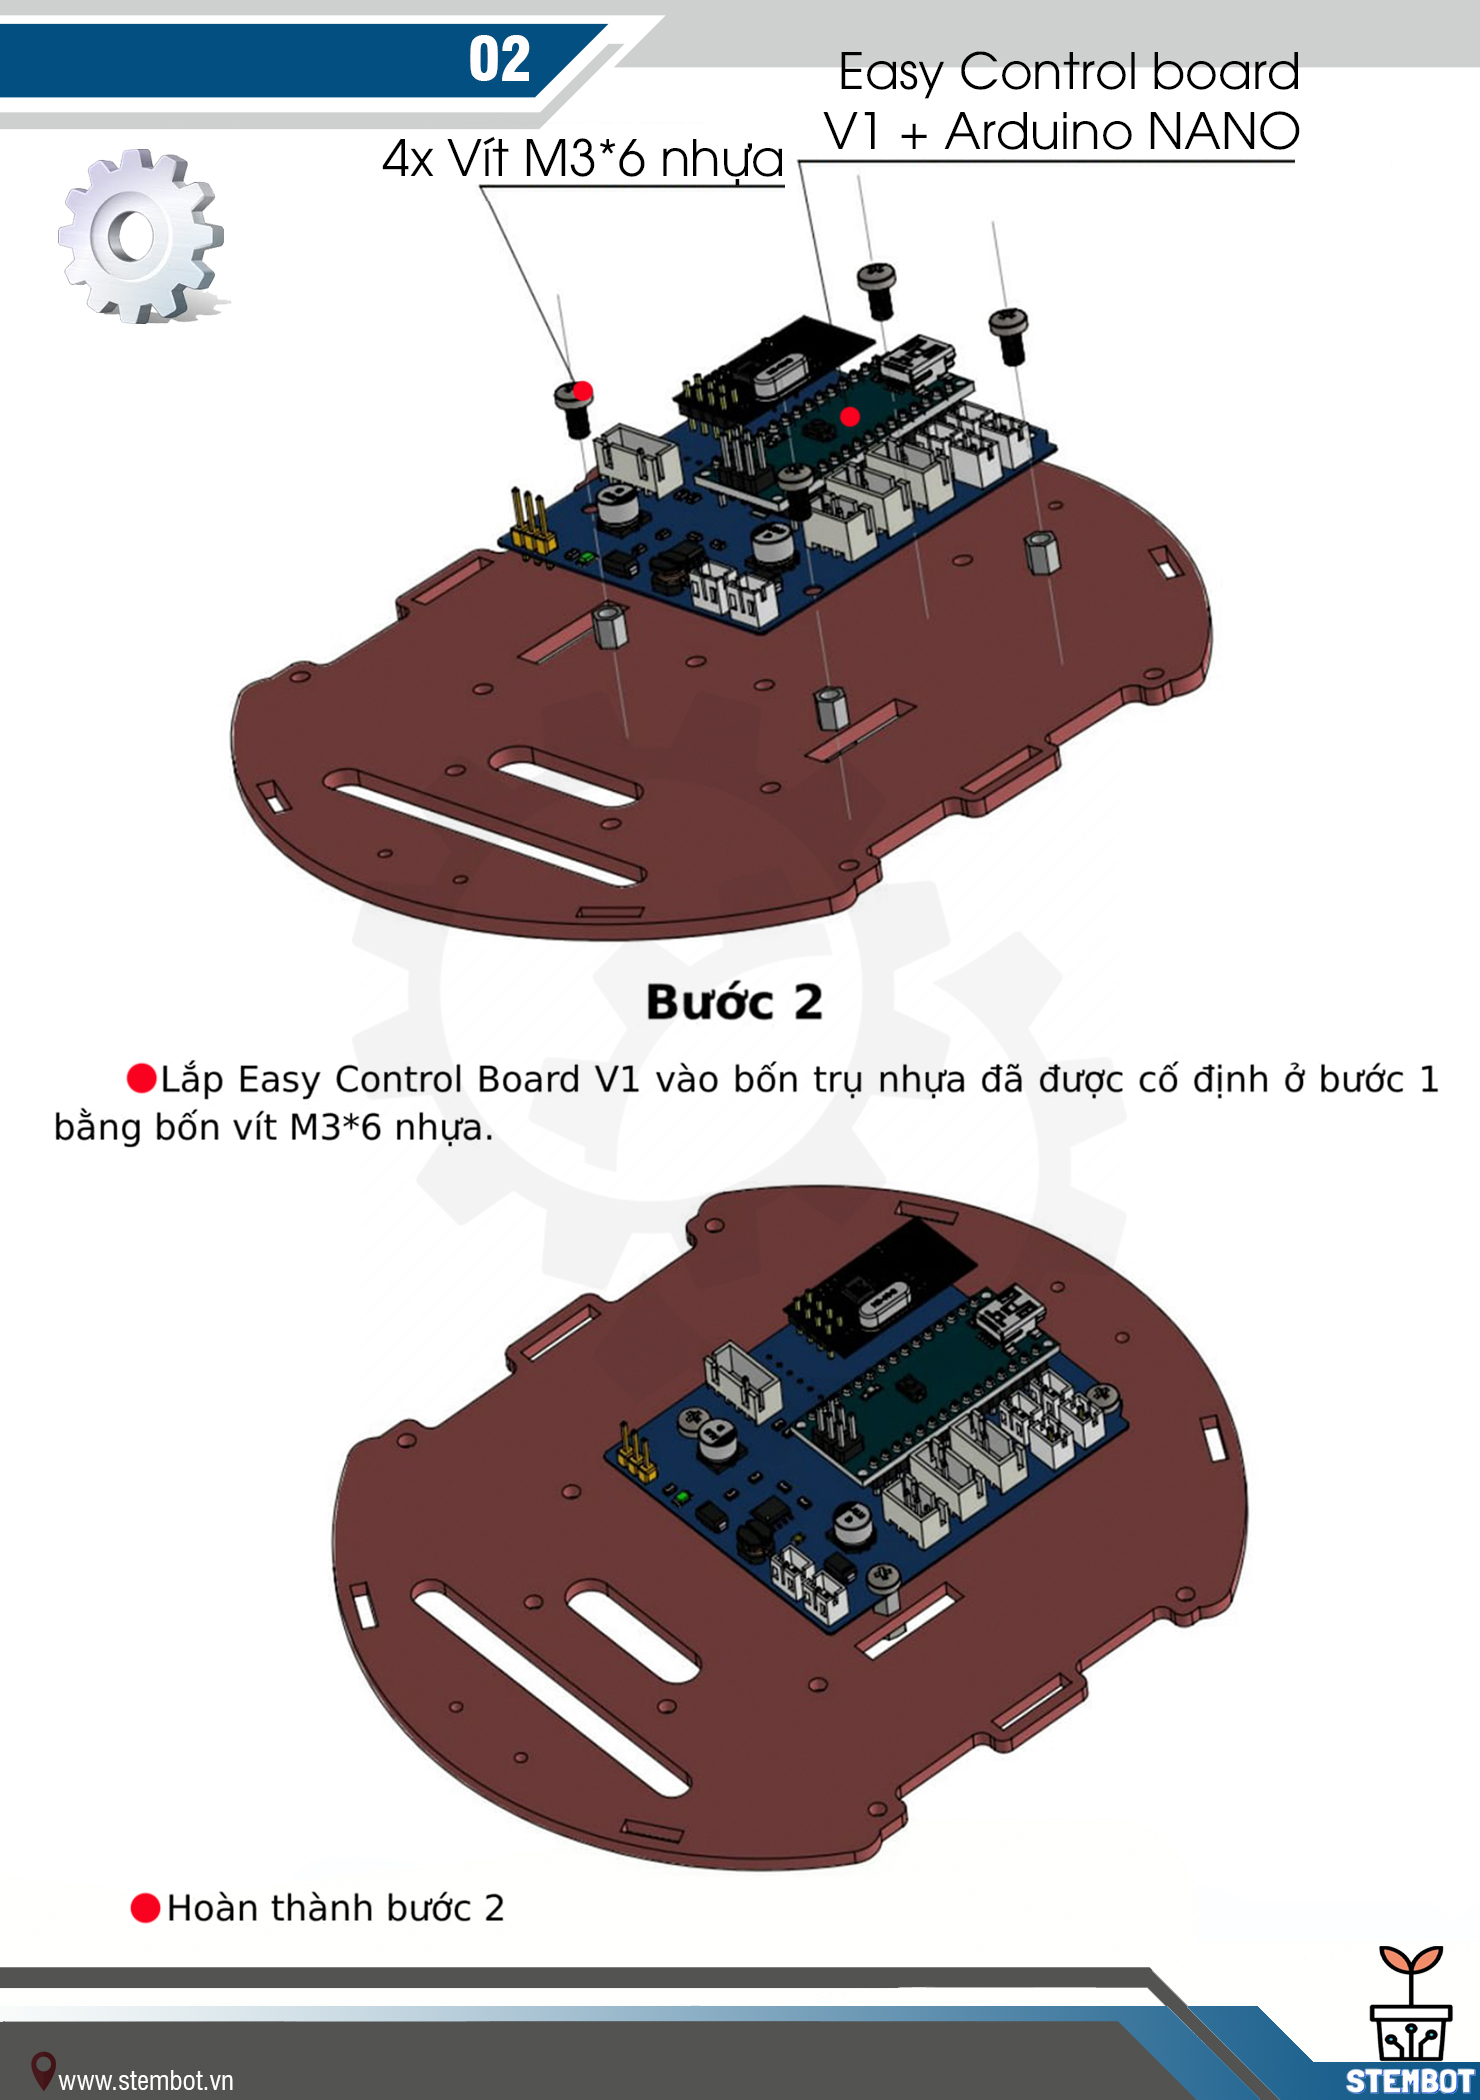 02
Easy Control board
V1 + Arduino NANO
4x Vít M3*6 nhựa
Bước 2
Lắp Easy Control Board V1 vào bốn trụ nhựa đã được cố định ở bước 1
bằng bốn vít M3*6 nhựa.
Hoàn thành bước 2
www.stembot.vn
STEMBOT